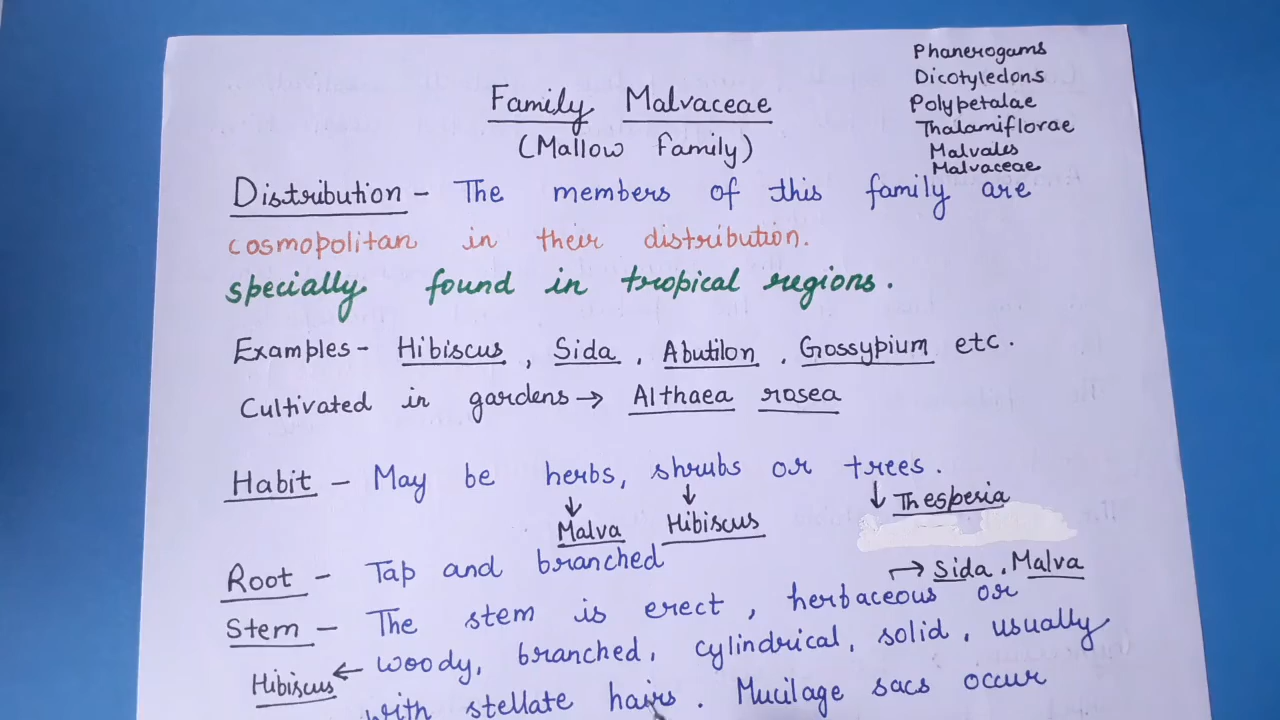 Phanerogams
Dicotyledons
Polypetalae
Thalamiflorae
Malvales
Malvaceae
Family Malvaceae
(Mallow Family)
Distribution - The members of this family are
cosmopolitan in their distribution.
specially found in tropical regions.
Examples - Hibiscus, Sida, Abutilon, Gossypium etc.
Cultivated in gardens → Althaea rosea
Habit - May be herbs, shrubs or trees.
↓ Malva ↓ Hibiscus ↓ Thespesia
Root - Tap and branched
→ Sida, Malva
Stem - The stem is erect, herbaceous or
Hibiscus ← woody, branched, cylindrical, solid, usually
with stellate hairs. Mucilage sacs occur